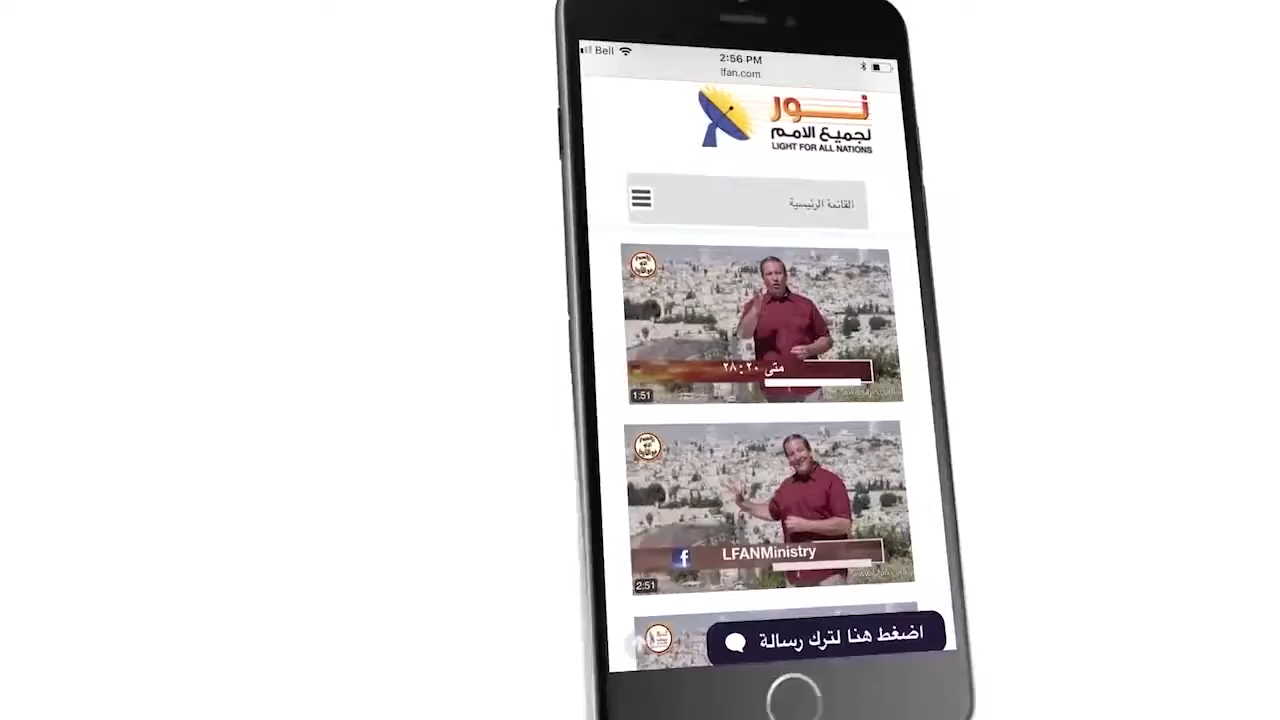 Bell
2:56 PM
lfan.com
نور
لجميع الامم
LIGHT FOR ALL NATIONS
القائمة الرئيسية
متى ٢٠ : ٢٨
1:51
LFANMinistry
2:51
اضغط هنا لترك رسالة